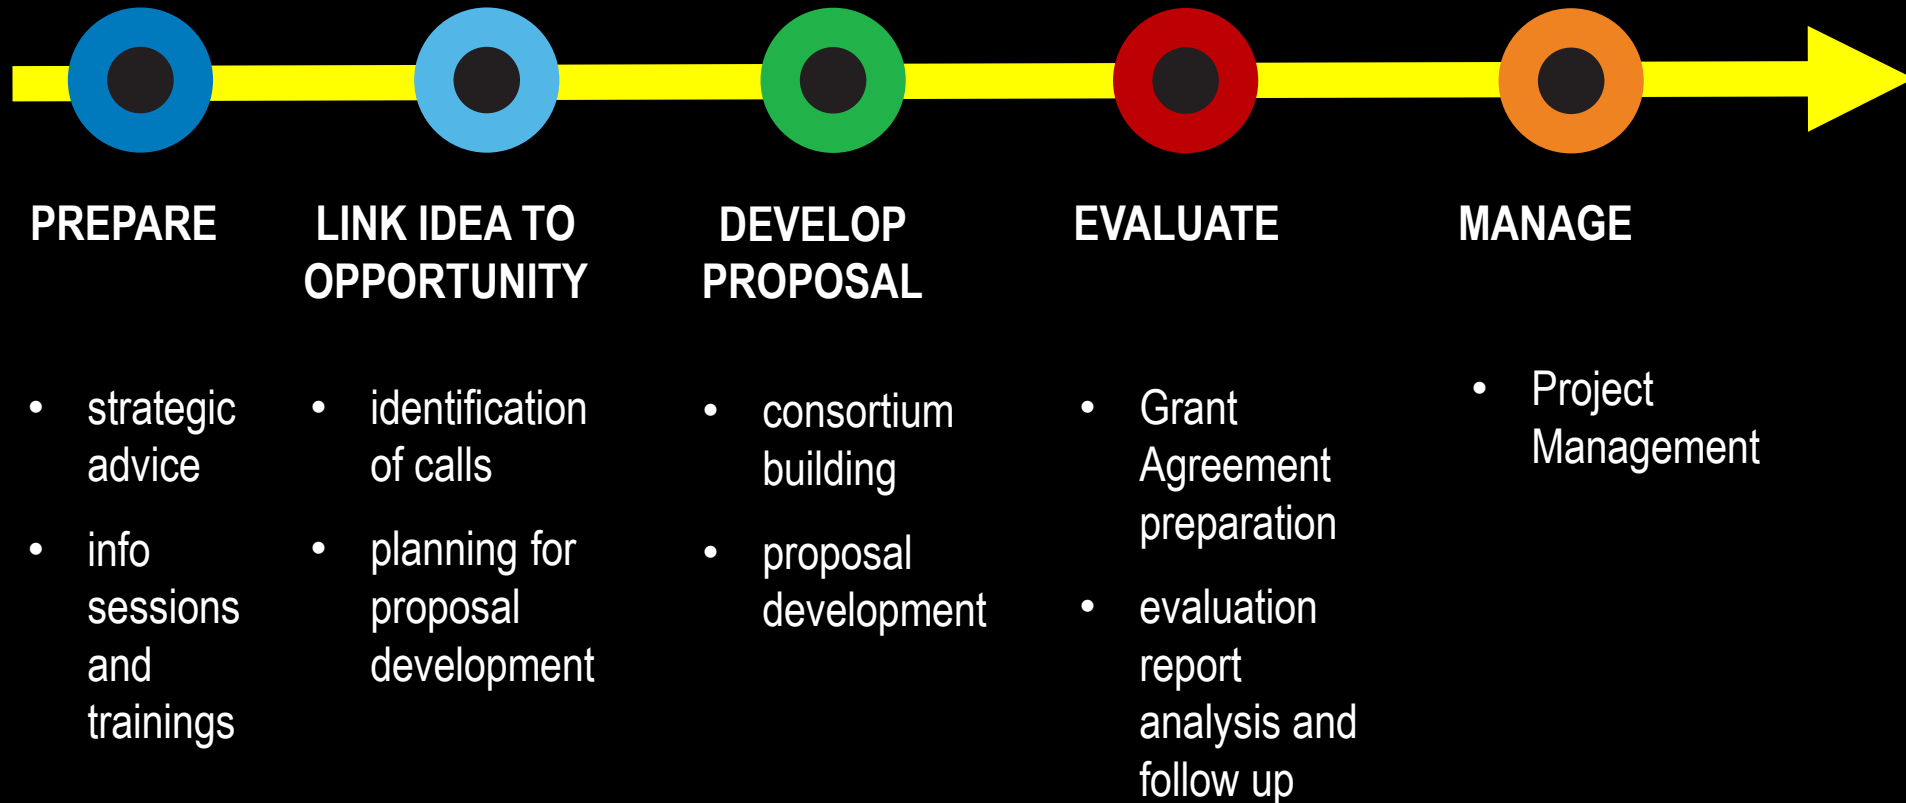 PREPARE
• strategic
advice
• info
sessions
and
trainings
LINK IDEA TO
OPPORTUNITY
• identification
of calls
• planning for
proposal
development
DEVELOP
PROPOSAL
• consortium
building
• proposal
development
EVALUATE
• Grant
Agreement
preparation
• evaluation
report
analysis and
follow up
MANAGE
• Project
Management